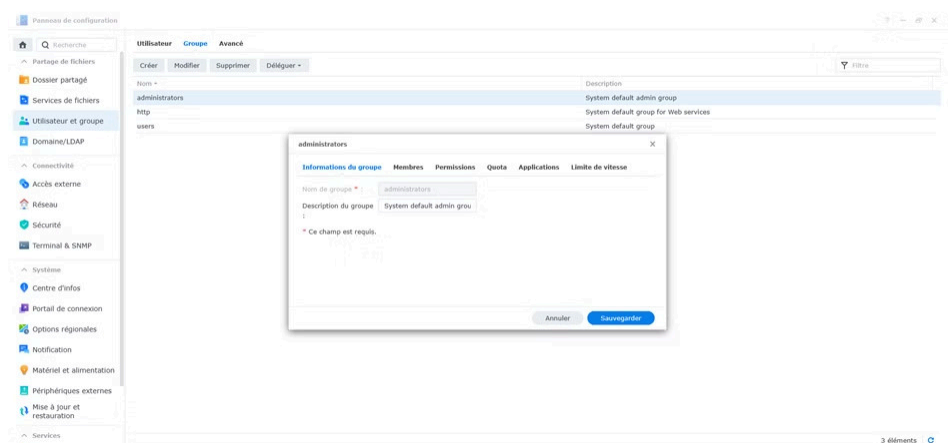 Panneau de configuration
Recherche
Utilisateur Groupe Avancé
Partage de fichiers
Dossier partagé
Services de fichiers
Utilisateur et groupe
Domaine/LDAP
Connectivité
Accès externe
Réseau
Sécurité
Terminal & SNMP
Système
Centre d'infos
Portail de connexion
Options régionales
Notification
Matériel et alimentation
Périphériques externes
Mise à jour et
restauration
Services
Créer Modifier Supprimer Déléguer
Filtre
Nom Description
administrators System default admin group
http System default group for Web services
users System default group
administrators
Informations du groupe Membres Permissions Quota Applications Limite de vitesse
Nom de groupe * : administrators
Description du groupe System default admin grou
:
* Ce champ est requis.
Annuler Sauvegarder
3 éléments